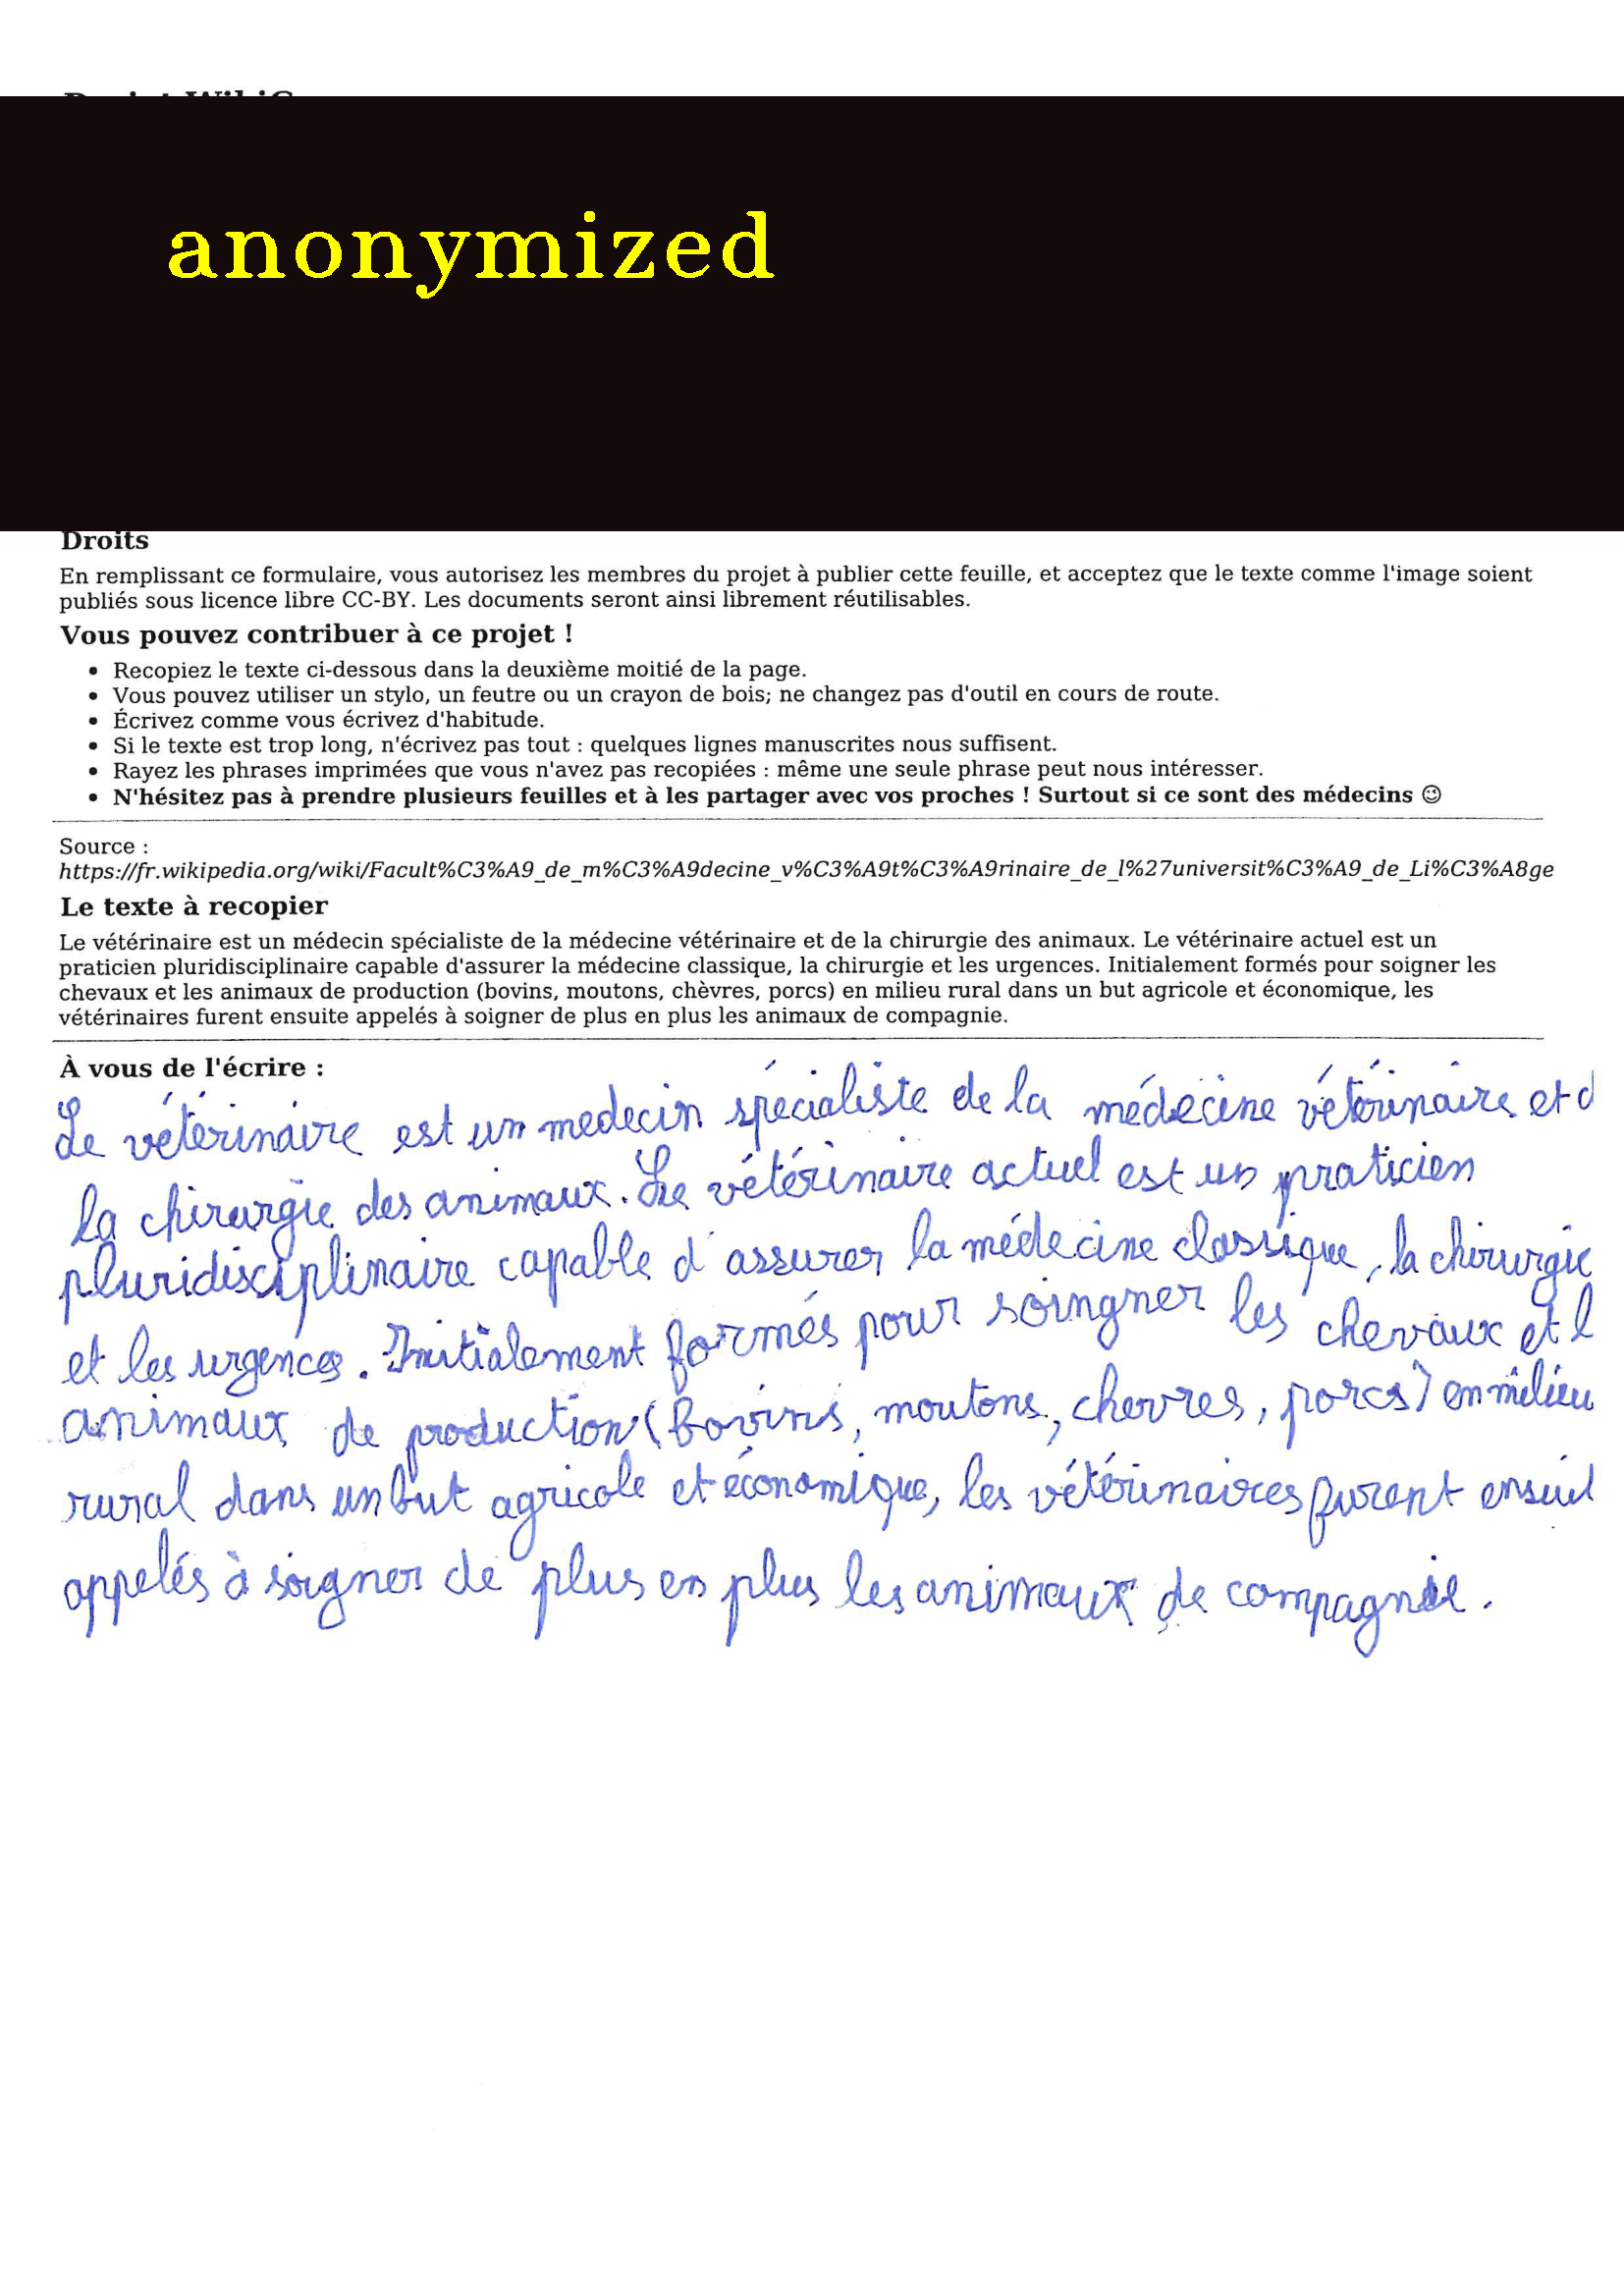 anonymized
Droits
En remplissant ce formulaire, vous autorisez les membres du projet à publier cette feuille, et acceptez que le texte comme l'image soient
publiés sous licence libre CC-BY. Les documents seront ainsi librement réutilisables.
Vous pouvez contribuer à ce projet !
• Recopiez le texte ci-dessous dans la deuxième moitié de la page.
• Vous pouvez utiliser un stylo, un feutre ou un crayon de bois; ne changez pas d'outil en cours de route.
• Écrivez comme vous écrivez d'habitude.
• Si le texte est trop long, n'écrivez pas tout : quelques lignes manuscrites nous suffisent.
• Rayez les phrases imprimées que vous n'avez pas recopiées : même une seule phrase peut nous intéresser.
• N'hésitez pas à prendre plusieurs feuilles et à les partager avec vos proches ! Surtout si ce sont des médecins ☺
Source :
https://fr.wikipedia.org/wiki/Facult%C3%A9_de_m%C3%A9decine_v%C3%A9t%C3%A9rinaire_de_l%27universit%C3%A9_de_Li%C3%A8ge
Le texte à recopier
Le vétérinaire est un médecin spécialiste de la médecine vétérinaire et de la chirurgie des animaux. Le vétérinaire actuel est un
praticien pluridisciplinaire capable d'assurer la médecine classique, la chirurgie et les urgences. Initialement formés pour soigner les
chevaux et les animaux de production (bovins, moutons, chèvres, porcs) en milieu rural dans un but agricole et économique, les
vétérinaires furent ensuite appelés à soigner de plus en plus les animaux de compagnie.
À vous de l'écrire :
Le vétérinaire est un medecin spécialiste de la médecine vétérinaire et d
la chirurgie des animaux. Le vétérinaire actuel est un praticien
pluridisciplinaire capable d'assurer la médecine classique, la chirurgie
et les urgences. Initialement formés pour soingner les chevaux et l
animaux de production (bovins, moutons, chevres, porcs) en milieu
rural dans un but agricole et économique, les vétérinaires furent ensuit
appelés à soigner de plus en plus les animaux de compagnie.